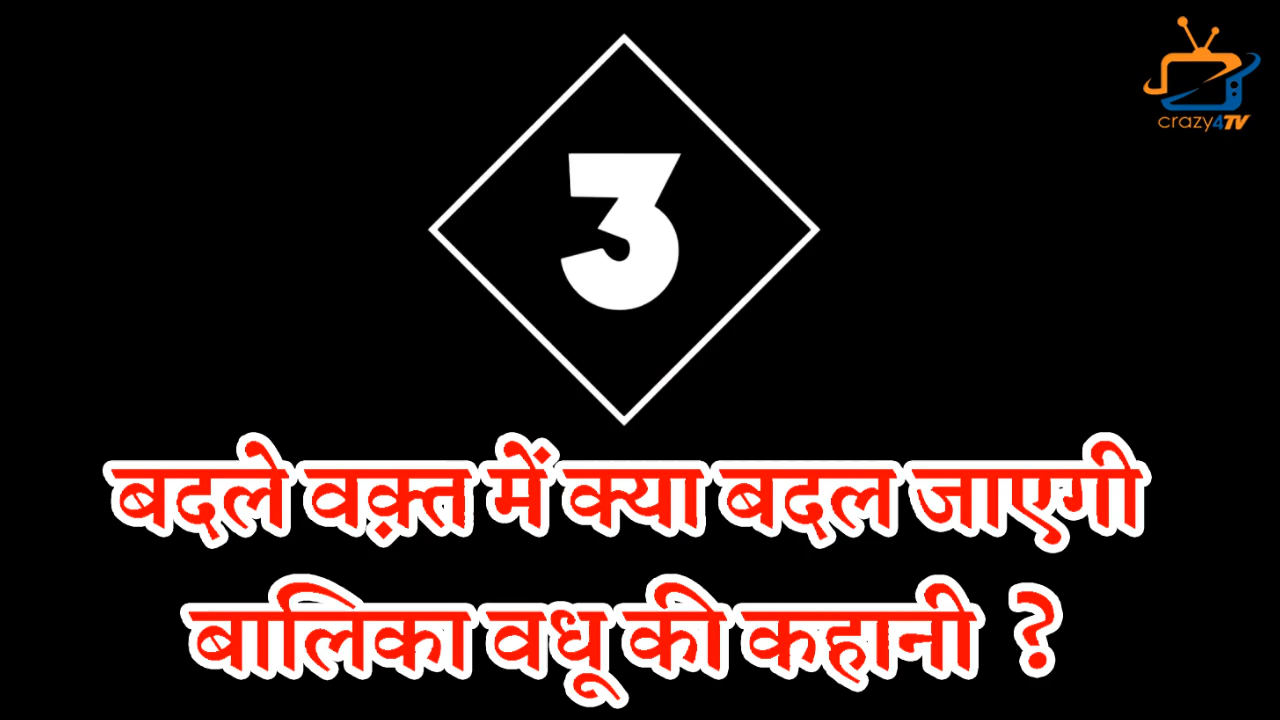 crazy4TV
3
बदले वक़्त में क्या बदल जाएगी
बालिका वधू की कहानी ?